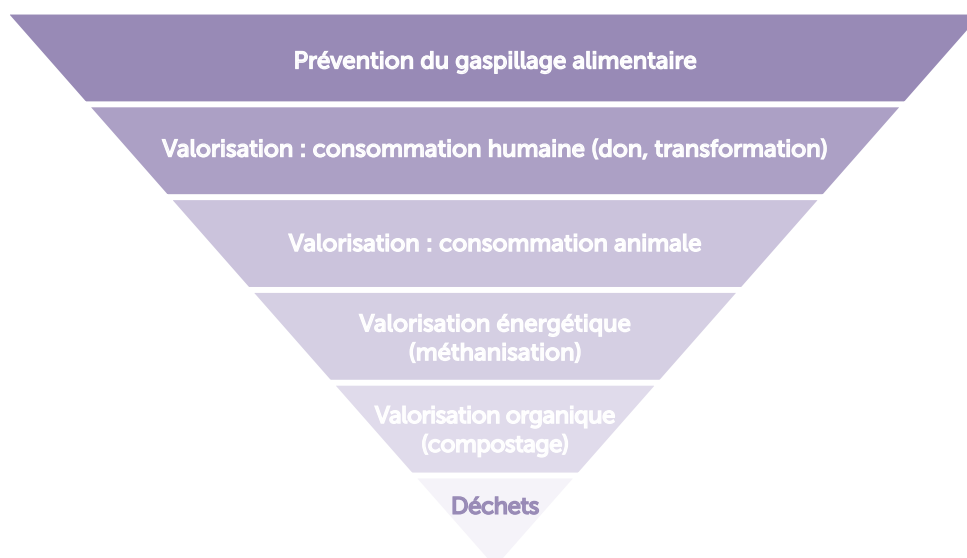 Prévention du gaspillage alimentaire
Valorisation : consommation humaine (don, transformation)
Valorisation : consommation animale
Valorisation énergétique
(méthanisation)
Valorisation organique
(compostage)
Déchets